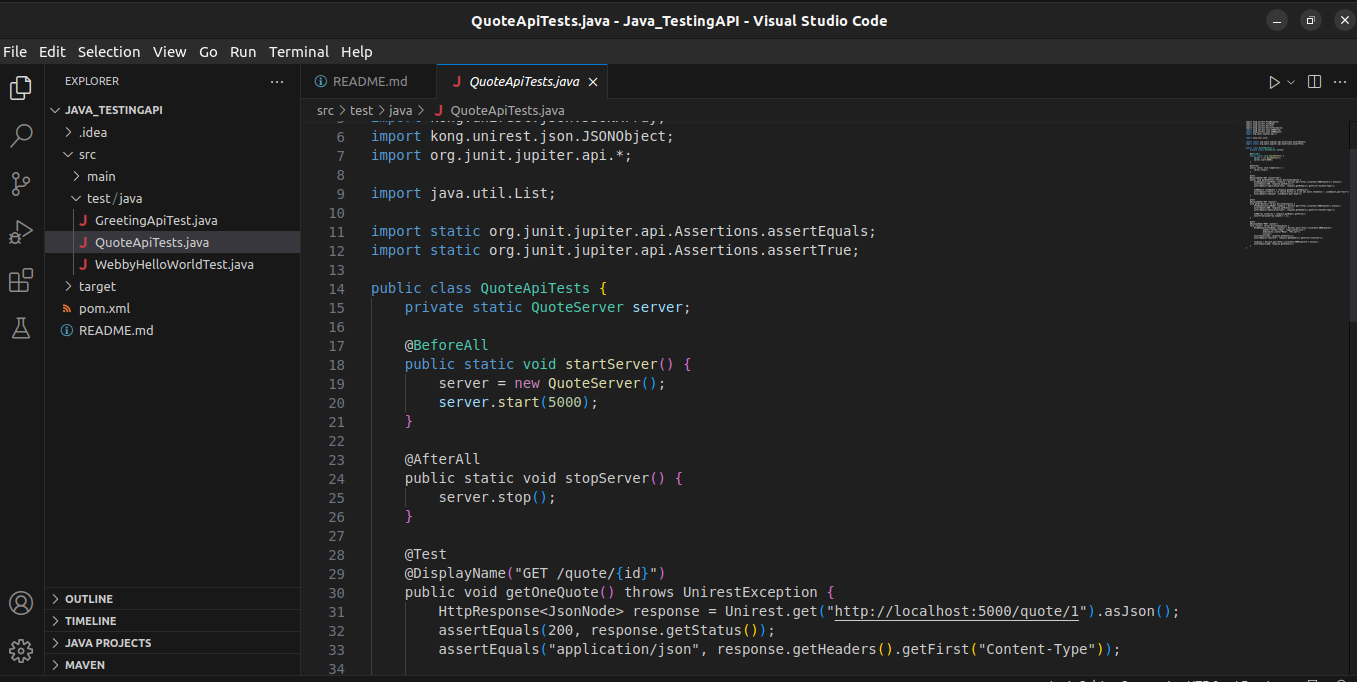 QuoteApiTests.java - Java_TestingAPI - Visual Studio Code
File Edit Selection View Go Run Terminal Help
EXPLORER
JAVA_TESTINGAPI
.idea
src
main
test/java
GreetingApiTest.java
QuoteApiTests.java
WebbyHelloWorldTest.java
target
pom.xml
README.md
OUTLINE
TIMELINE
JAVA PROJECTS
MAVEN
README.md
QuoteApiTests.java
src > test > java > QuoteApiTests.java
6 import kong.unirest.json.JSONObject;
7 import org.junit.jupiter.api.*;
8
9 import java.util.List;
10
11 import static org.junit.jupiter.api.Assertions.assertEquals;
12 import static org.junit.jupiter.api.Assertions.assertTrue;
13
14 public class QuoteApiTests {
15 private static QuoteServer server;
16
17 @BeforeAll
18 public static void startServer() {
19 server = new QuoteServer();
20 server.start(5000);
21 }
22
23 @AfterAll
24 public static void stopServer() {
25 server.stop();
26 }
27
28 @Test
29 @DisplayName("GET /quote/{id}")
30 public void getOneQuote() throws UnirestException {
31 HttpResponse<JsonNode> response = Unirest.get("http://localhost:5000/quote/1").asJson();
32 assertEquals(200, response.getStatus());
33 assertEquals("application/json", response.getHeaders().getFirst("Content-Type"));
34